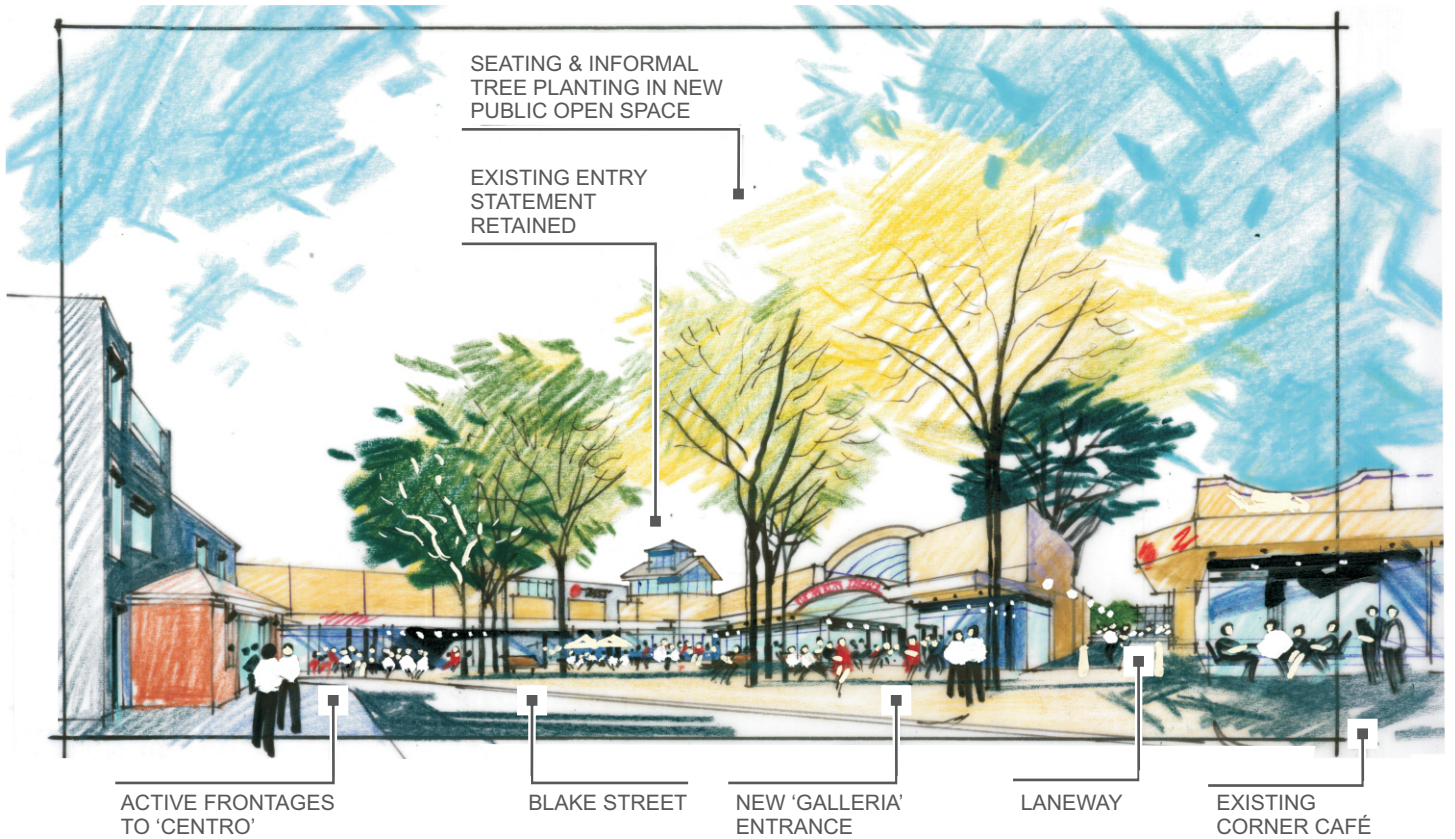 SEATING & INFORMAL
TREE PLANTING IN NEW
PUBLIC OPEN SPACE
EXISTING ENTRY
STATEMENT
RETAINED
ACTIVE FRONTAGES
TO ‘CENTRO’
BLAKE STREET
NEW ‘GALLERIA’
ENTRANCE
LANEWAY
EXISTING
CORNER CAFÉ